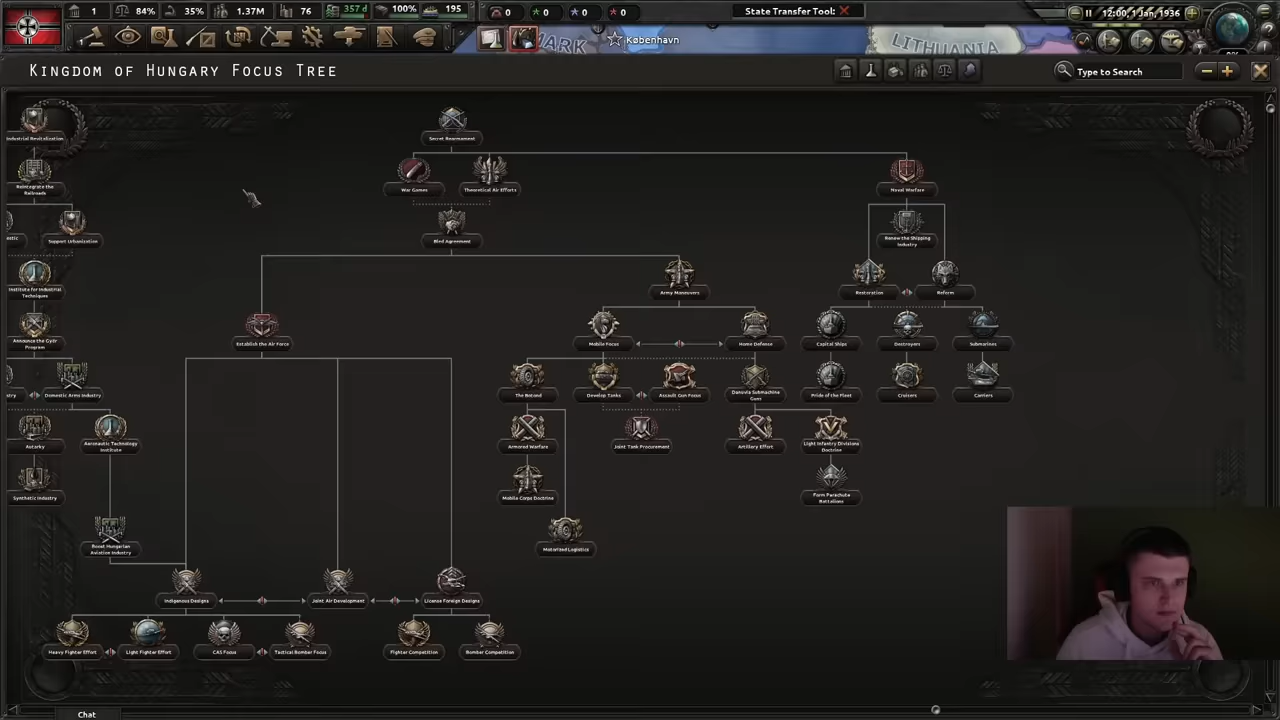 1 84% 35% 1.37M 76 357 d 100% 195 0 0 0 0 State Transfer Tool: 12:00, 1 Jan, 1936
MARK København LITHUANIA 0%
Kingdom of Hungary Focus Tree Type to Search
Industrial Revitalization
Secret Rearmament
Reintegrate the Railroads
War Games
Theoretical Air Efforts
Naval Warfare
Support Urbanization
Bled Agreement
Renew the Shipping Industry
Institute for Industrial Techniques
Army Maneuvers
Restoration
Reform
Announce the Győr Program
Establish the Air Force
Mobile Focus
Home Defense
Capital Ships
Destroyers
Submarines
Domestic Arms Industry
The Botond
Develop Tanks
Assault Gun Focus
Danuvia Submachine Guns
Pride of the Fleet
Cruisers
Carriers
Autarky
Aeronautic Technology Institute
Armored Warfare
Joint Tank Procurement
Artillery Effort
Light Infantry Divisions Doctrine
Synthetic Industry
Mobile Corps Doctrine
Form Parachute Battalions
Boost Hungarian Aviation Industry
Motorized Logistics
Indigenous Designs
Joint Air Development
License Foreign Designs
Heavy Fighter Effort
Light Fighter Effort
CAS Focus
Tactical Bomber Focus
Fighter Competition
Bomber Competition
Chat